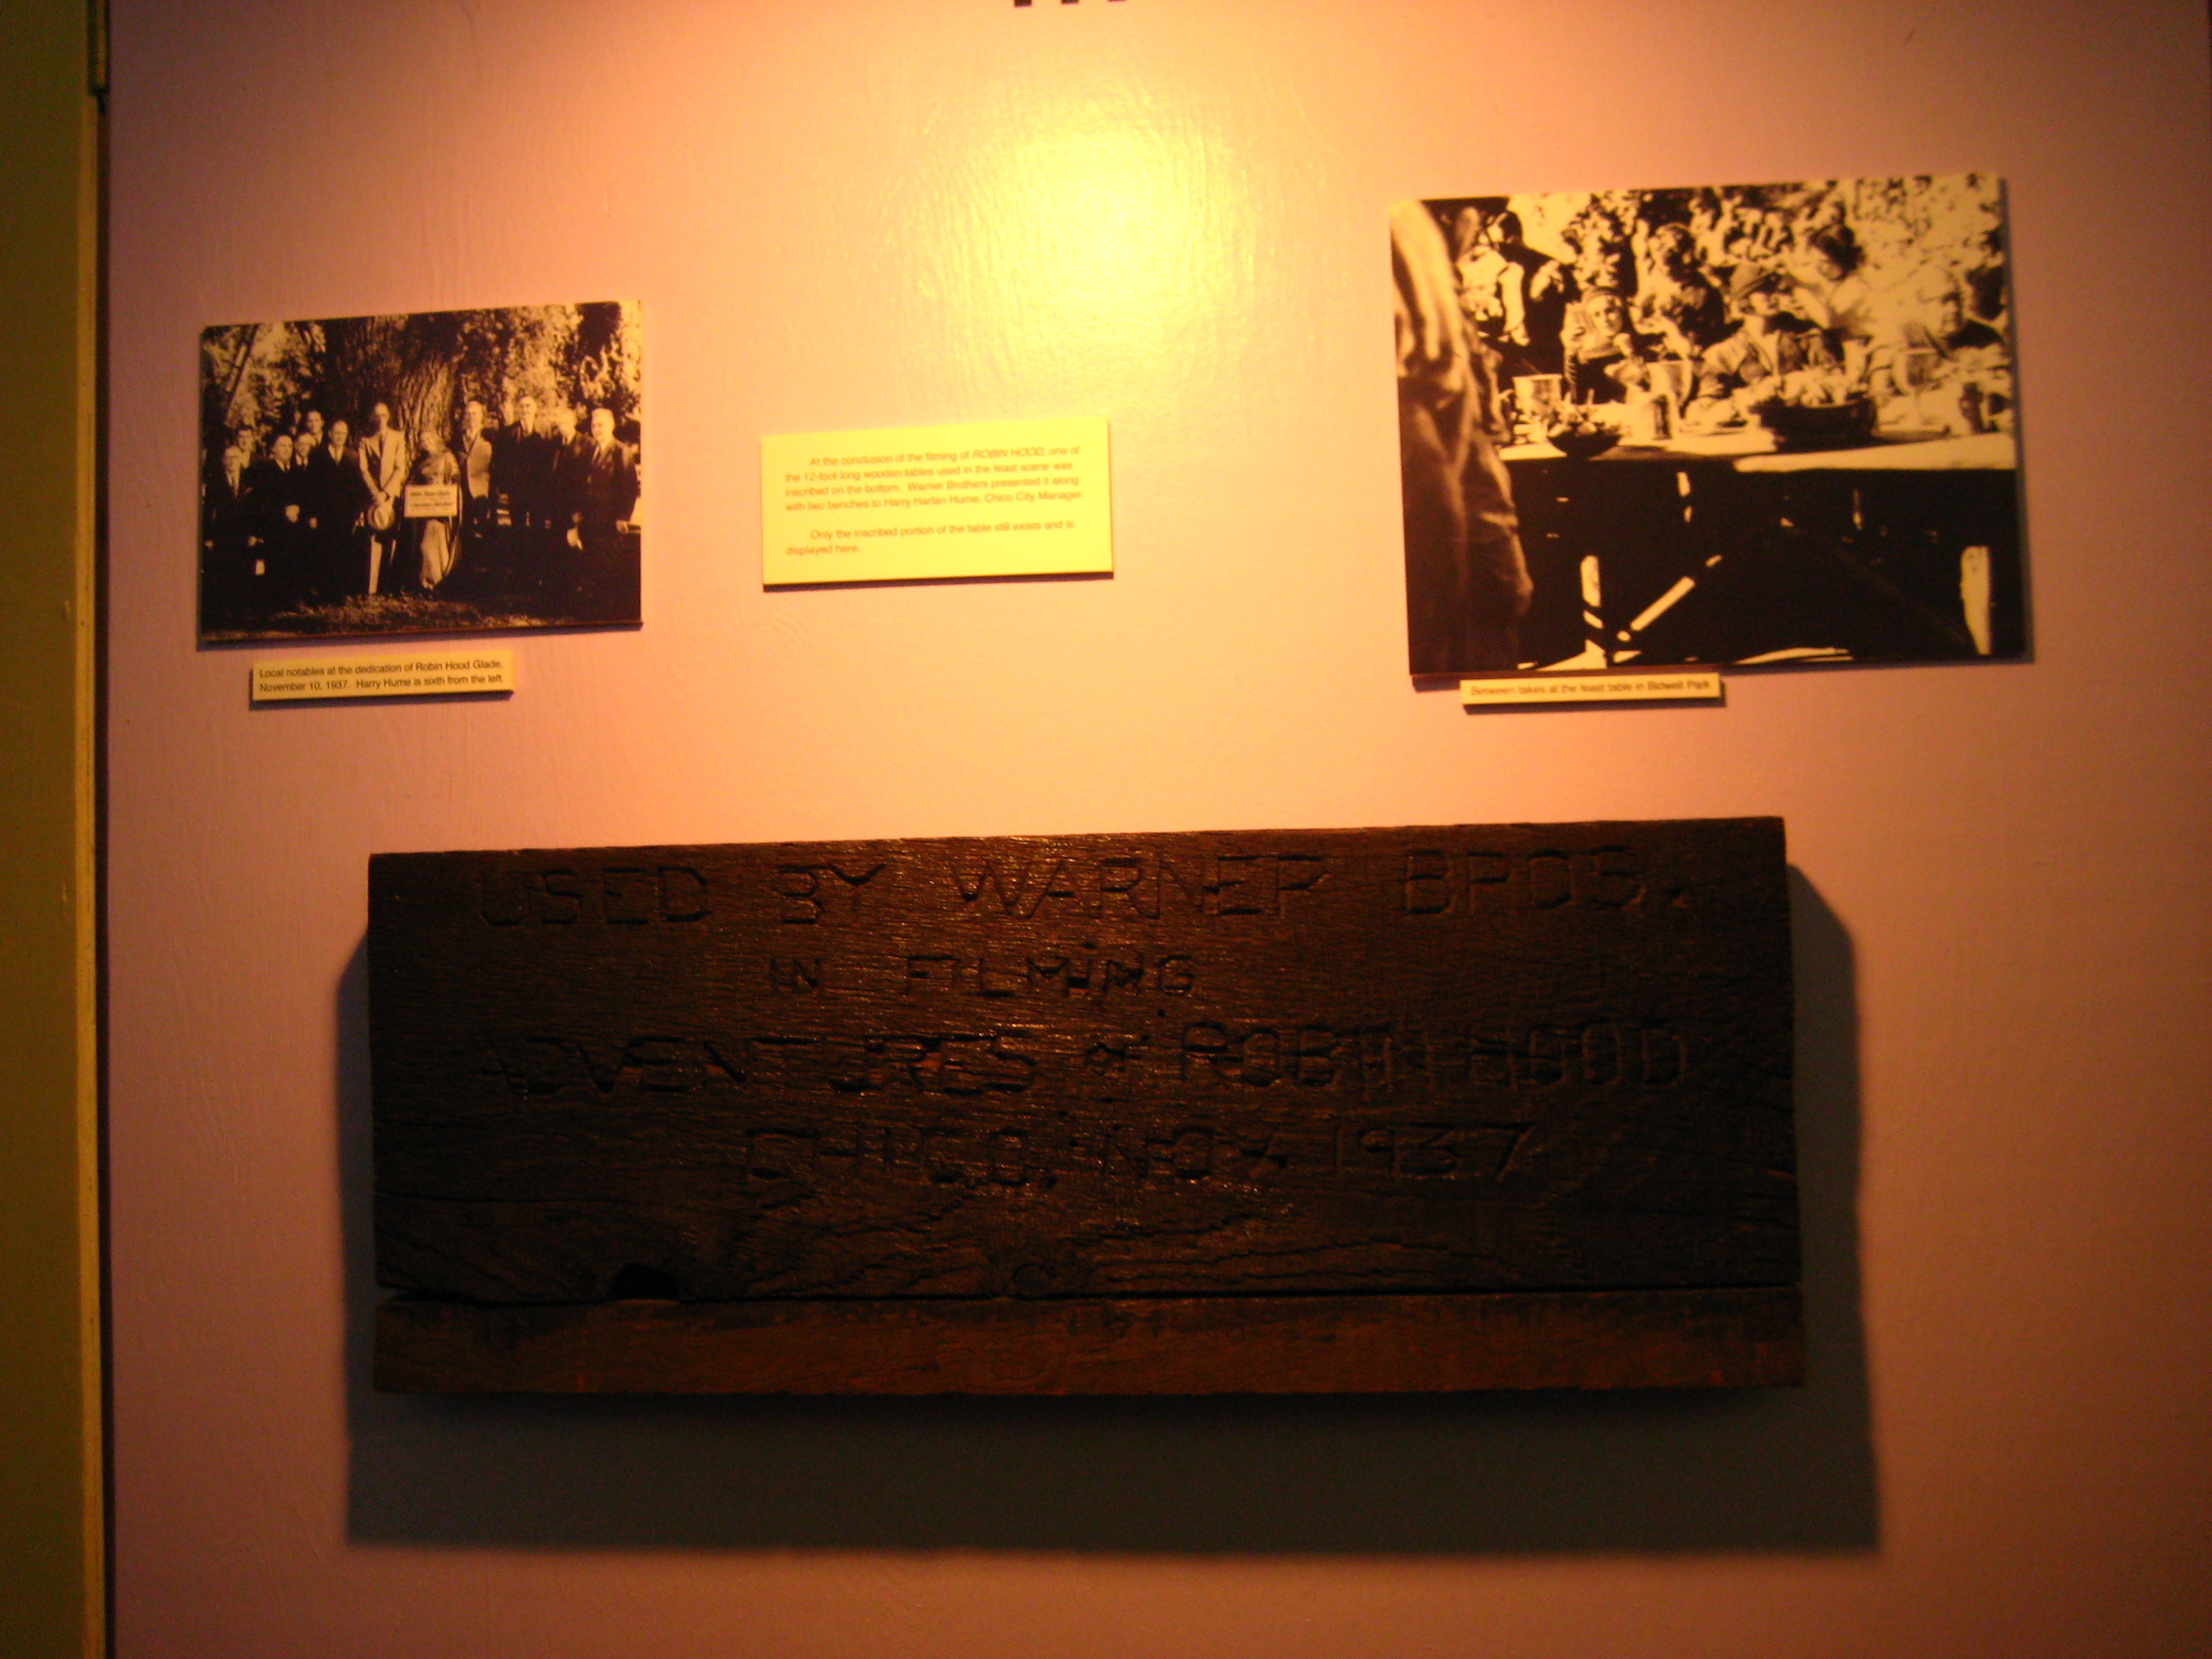 At the conclusion of the filming of ROBIN HOOD, one of
the 12-foot long wooden tables used in the feast scene was
inscribed on the bottom. Warner Brothers presented it along
with two benches to Harry Harlan Hume, Chico City Manager.
Only the inscribed portion of the table still exists and is
displayed here.
Local notables at the dedication of Robin Hood Glade,
November 10, 1937. Harry Hume is sixth from the left.
Between takes at the feast table in Bidwell Park
USED BY WARNER BROS.
IN FILMING
ADVENTURES of ROBIN HOOD
CHICO, NOV. 1937